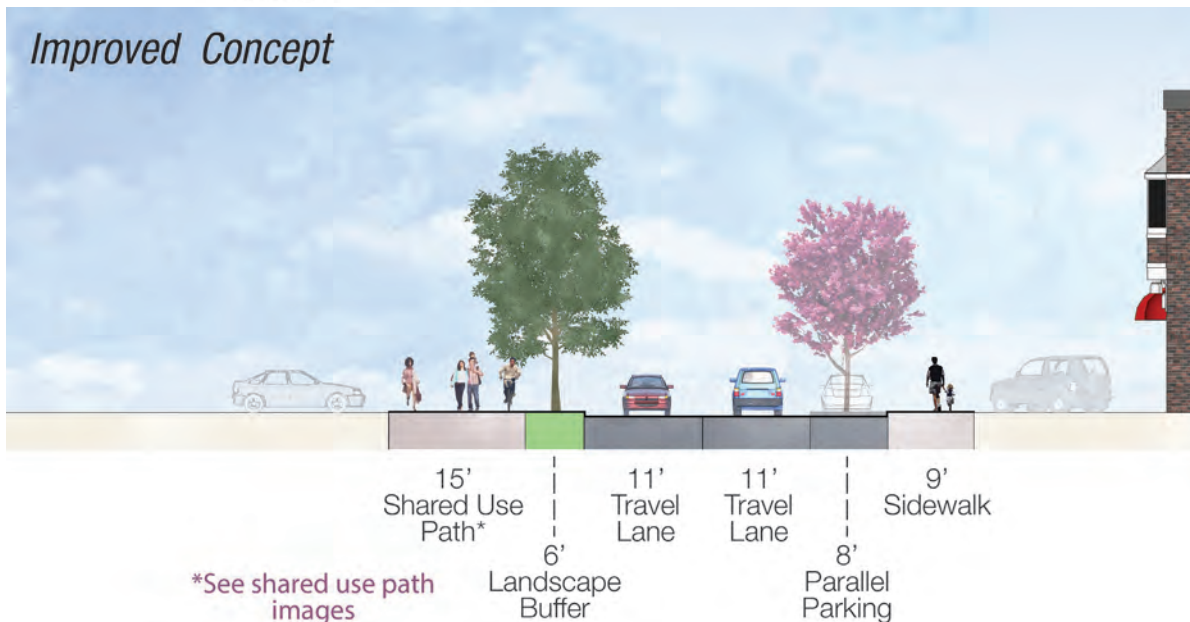 Improved Concept
15'
Shared Use
Path*
6'
Landscape
Buffer
11'
Travel
Lane
11'
Travel
Lane
8'
Parallel
Parking
9'
Sidewalk
*See shared use path
images